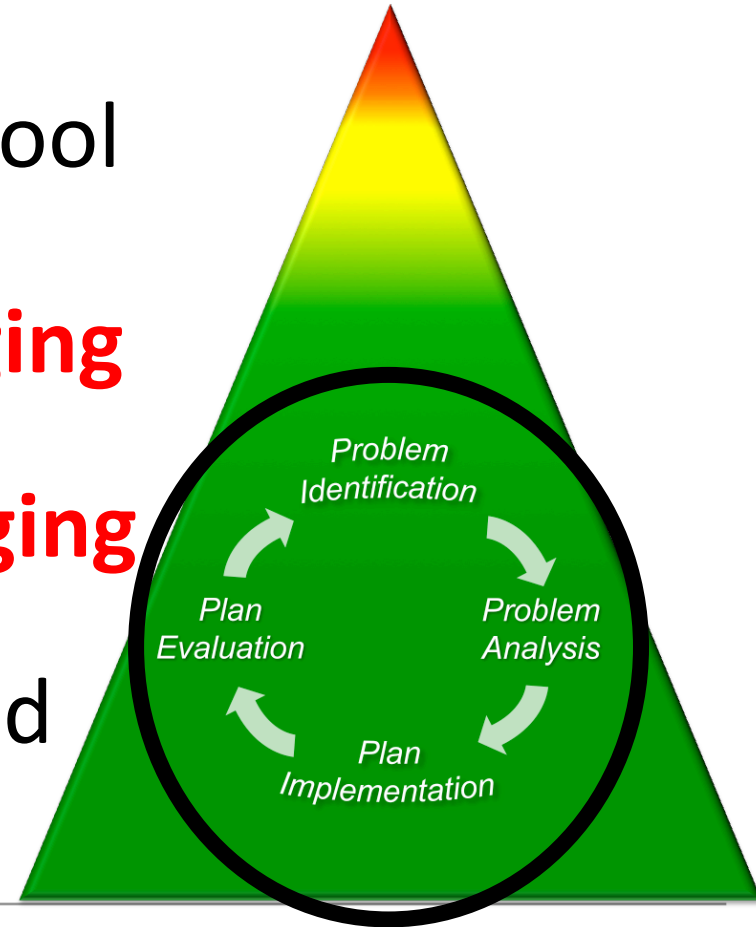 ool
ging
ging
d
Problem
Identification
Problem
Analysis
Plan
Implementation
Plan
Evaluation